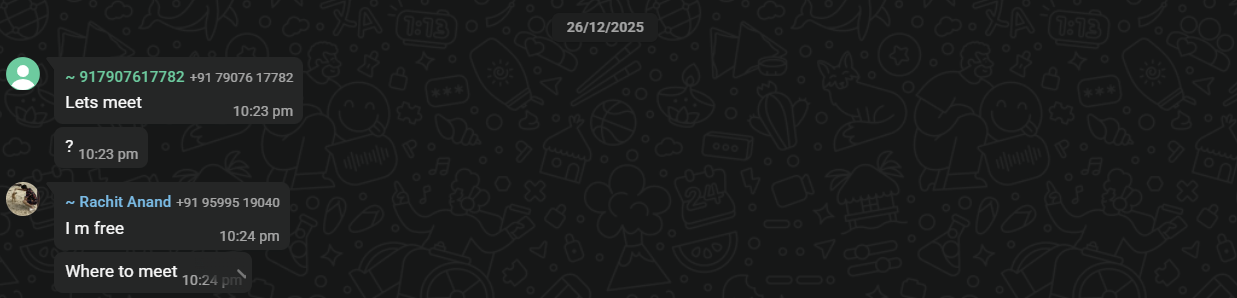 26/12/2025
~ 917907617782 +91 79076 17782
Lets meet
10:23 pm
? 10:23 pm
~ Rachit Anand +91 95995 19040
I m free
10:24 pm
Where to meet 10:24 pm